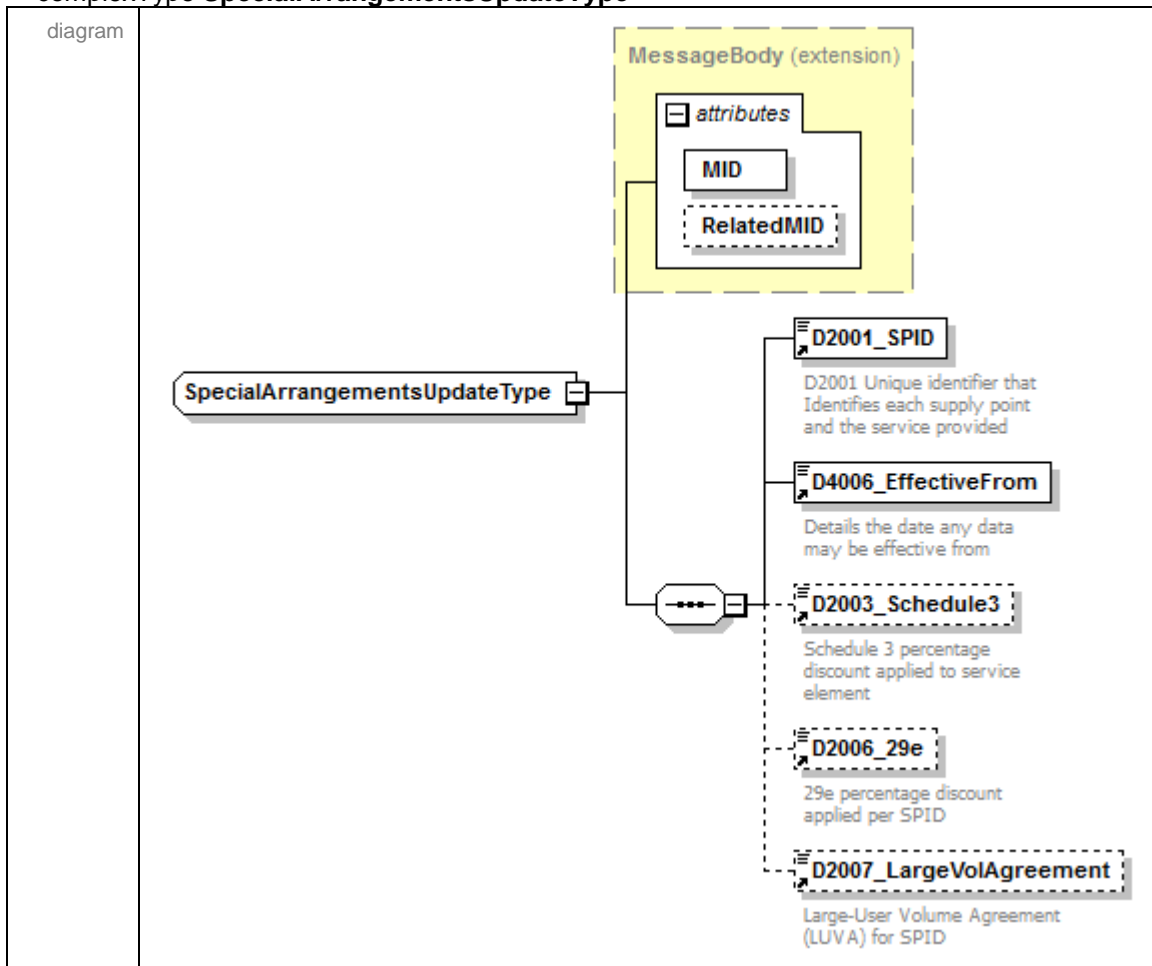 complexType SpecialArrangementsUpdateType
diagram
MessageBody (extension)
attributes
MID
RelatedMID
SpecialArrangementsUpdateType
D2001_SPID
D2001 Unique identifier that
Identifies each supply point
and the service provided
D4006_EffectiveFrom
Details the date any data
may be effective from
D2003_Schedule3
Schedule 3 percentage
discount applied to service
element
D2006_29e
29e percentage discount
applied per SPID
D2007_LargeVolAgreement
Large-User Volume Agreement
(LUVA) for SPID